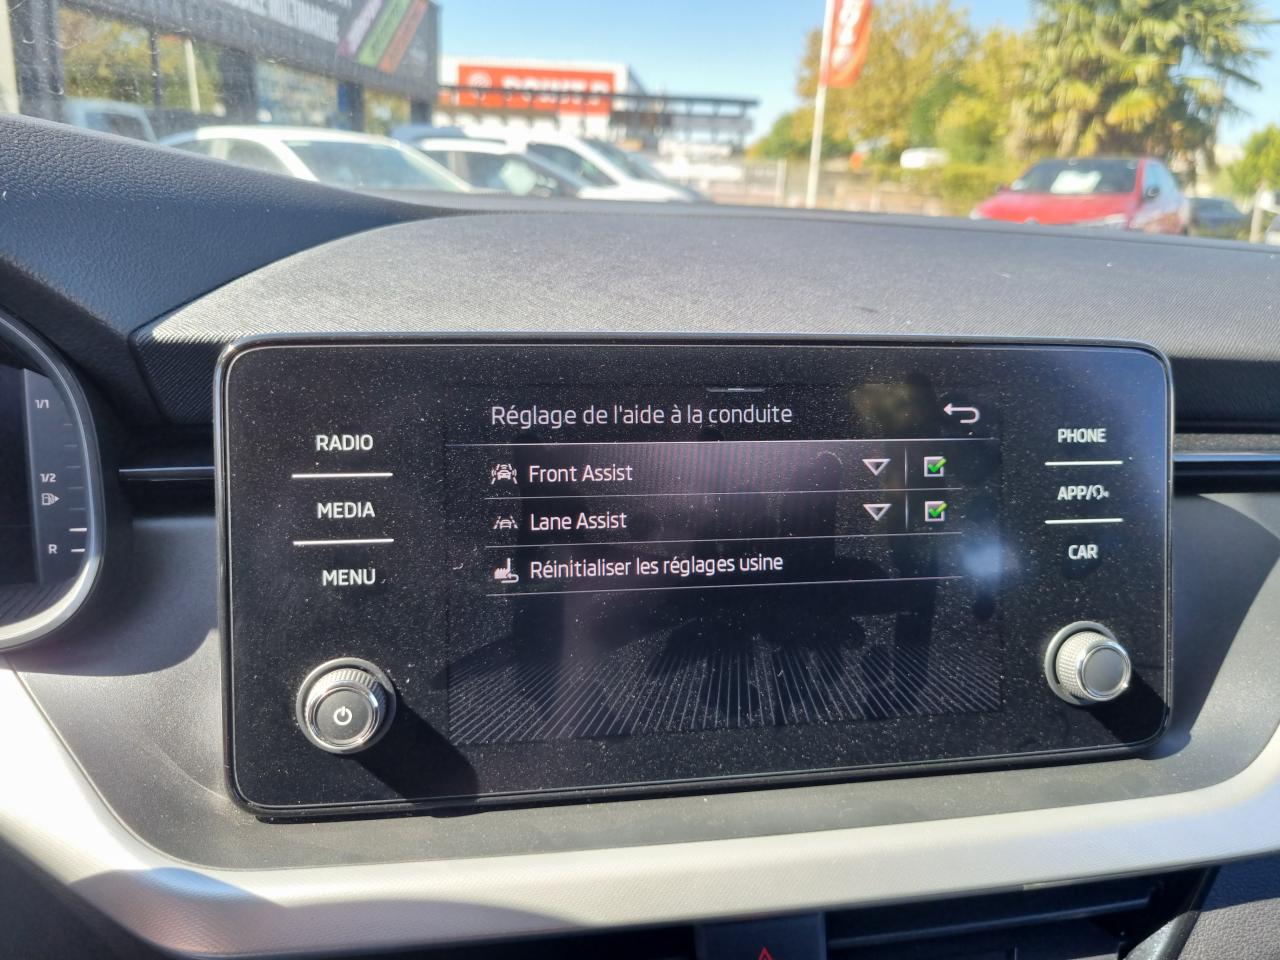 RADIO
MEDIA
MENU
Réglage de l'aide à la conduite
Front Assist
Lane Assist
Réinitialiser les réglages usine
PHONE
APP/
CAR
1/1
1/2
R